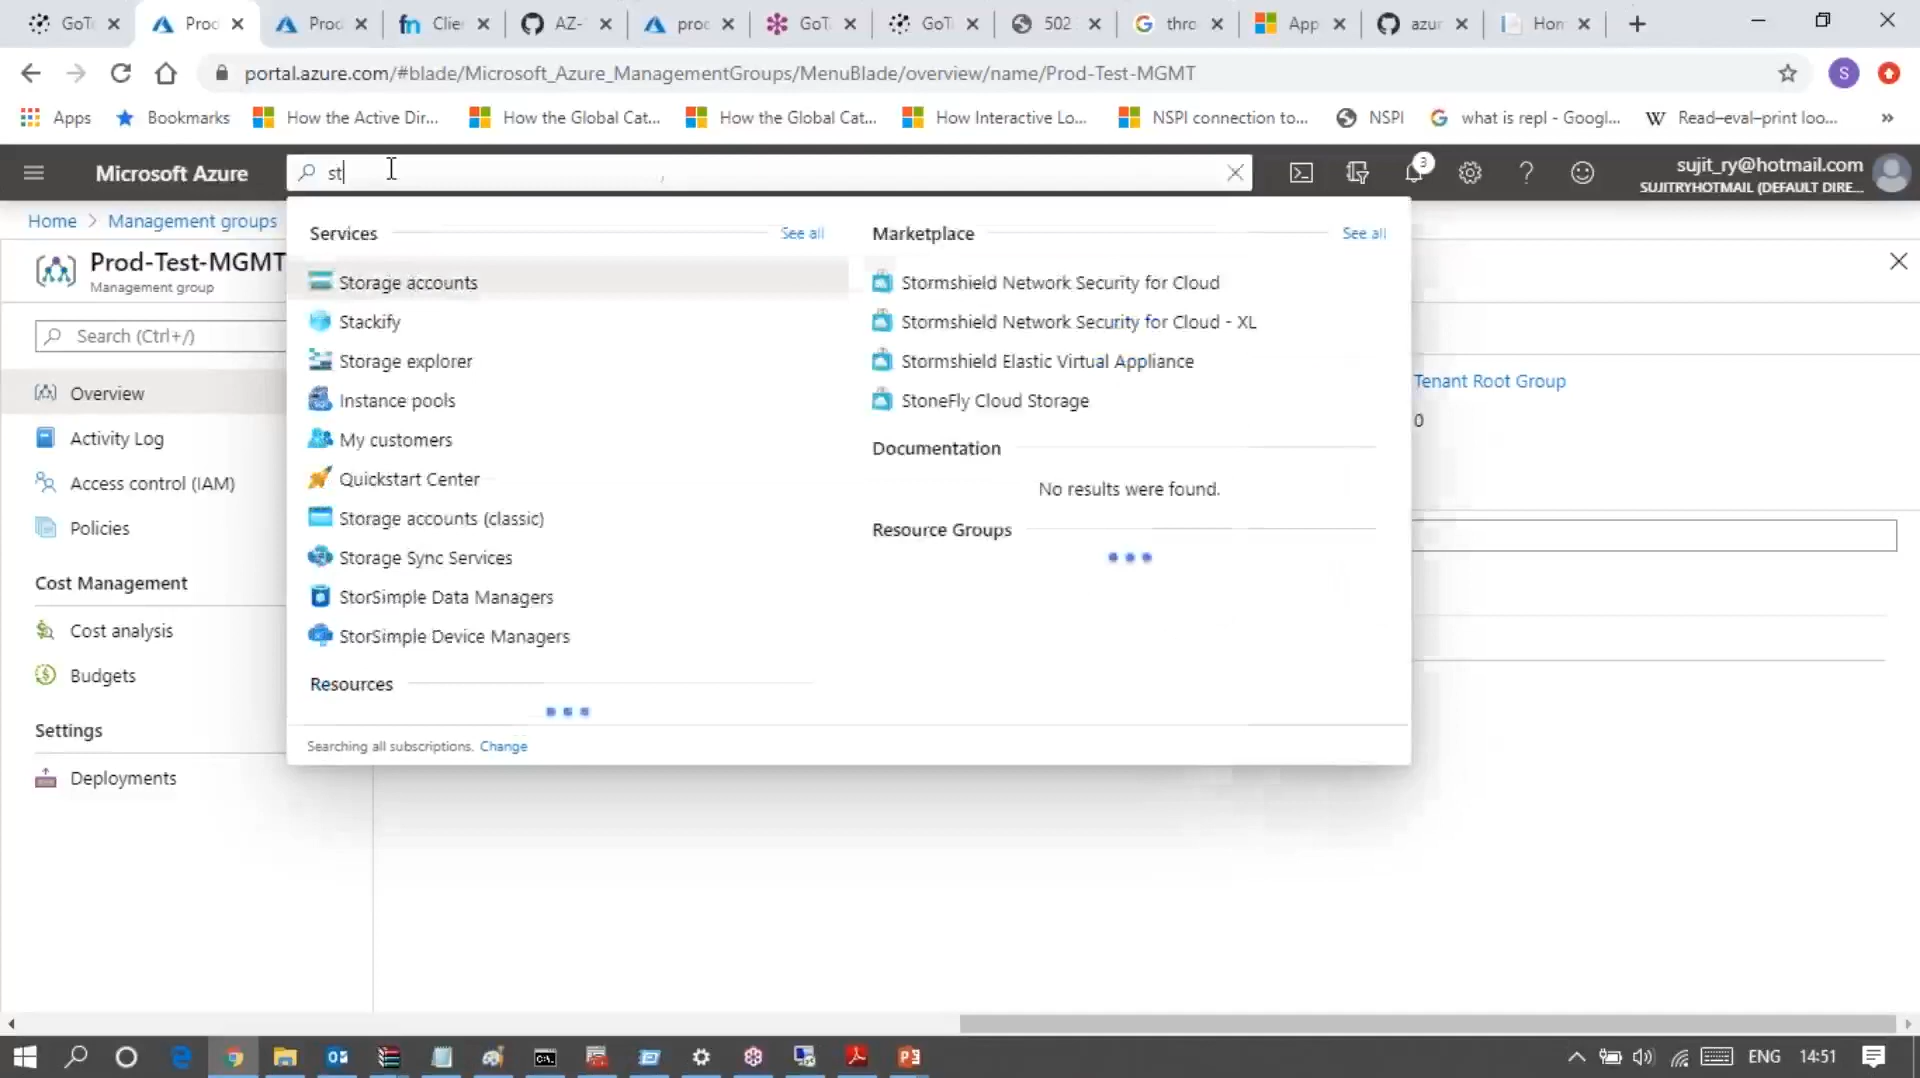 GoT
Prod
Prod
fn Clie
AZ-
proc
GoT
GoT
502
thro
App
azur
Hon
portal.azure.com/#blade/Microsoft_Azure_ManagementGroups/MenuBlade/overview/name/Prod-Test-MGMT
S
Apps
Bookmarks
How the Active Dir...
How the Global Cat...
How the Global Cat...
How Interactive Lo...
NSPI connection to...
NSPI
what is repl - Googl...
W Read–eval–print loo...
»
Microsoft Azure
st
3
sujit_ry@hotmail.com
SUJITRYHOTMAIL (DEFAULT DIRE...
Home > Management groups
Prod-Test-MGMT
Management group
Search (Ctrl+/)
Overview
Activity Log
Access control (IAM)
Policies
Cost Management
Cost analysis
Budgets
Settings
Deployments
Services
See all
Storage accounts
Stackify
Storage explorer
Instance pools
My customers
Quickstart Center
Storage accounts (classic)
Storage Sync Services
StorSimple Data Managers
StorSimple Device Managers
Resources
Searching all subscriptions. Change
Marketplace
See all
Stormshield Network Security for Cloud
Stormshield Network Security for Cloud - XL
Stormshield Elastic Virtual Appliance
StoneFly Cloud Storage
Documentation
No results were found.
Resource Groups
Tenant Root Group
0
ENG
14:51